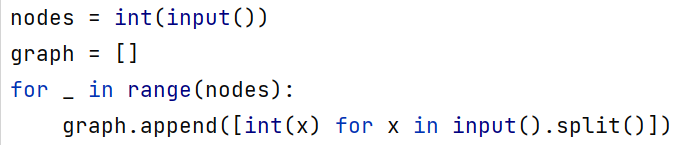 nodes = int(input())
graph = []
for _ in range(nodes):
    graph.append([int(x) for x in input().split()])